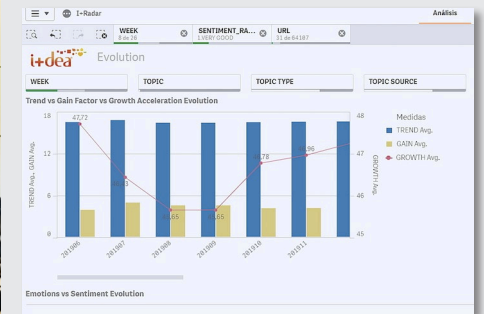 I+Radar
Análisis
WEEK
8 de 26
SENTIMENT_RA...
1 VERY GOOD
URL
31 de 64187
i+dea
Evolution
WEEK
TOPIC
TOPIC TYPE
TOPIC SOURCE
Trend vs Gain Factor vs Growth Acceleration Evolution
18
12
6
0
TREND Avg., GAIN Avg.
47,72
45,65
45,65
46,78
46,96
48
47
46
45
GROWTH Avg.
201906
201907
201908
201909
201910
201911
Medidas
TREND Avg.
GAIN Avg.
GROWTH Avg.
Emotions vs Sentiment Evolution